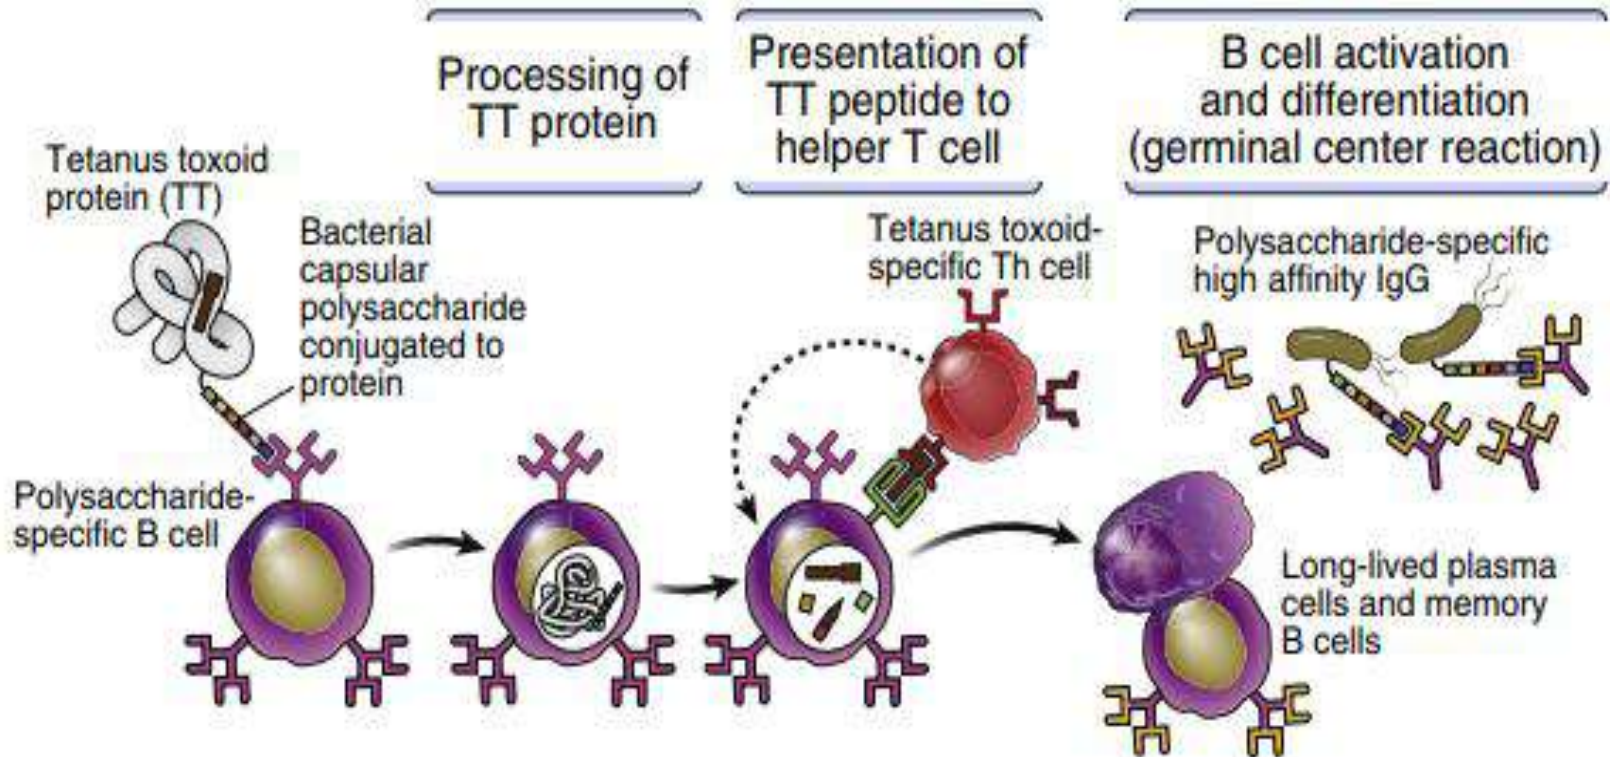 Processing of
TT protein
Presentation of
TT peptide to
helper T cell
B cell activation
and differentiation
(germinal center reaction)
Tetanus toxoid
protein (TT)
Bacterial
capsular
polysaccharide
conjugated to
protein
Tetanus toxoid-
specific Th cell
Polysaccharide-specific
high affinity IgG
Polysaccharide-
specific B cell
Long-lived plasma
cells and memory
B cells